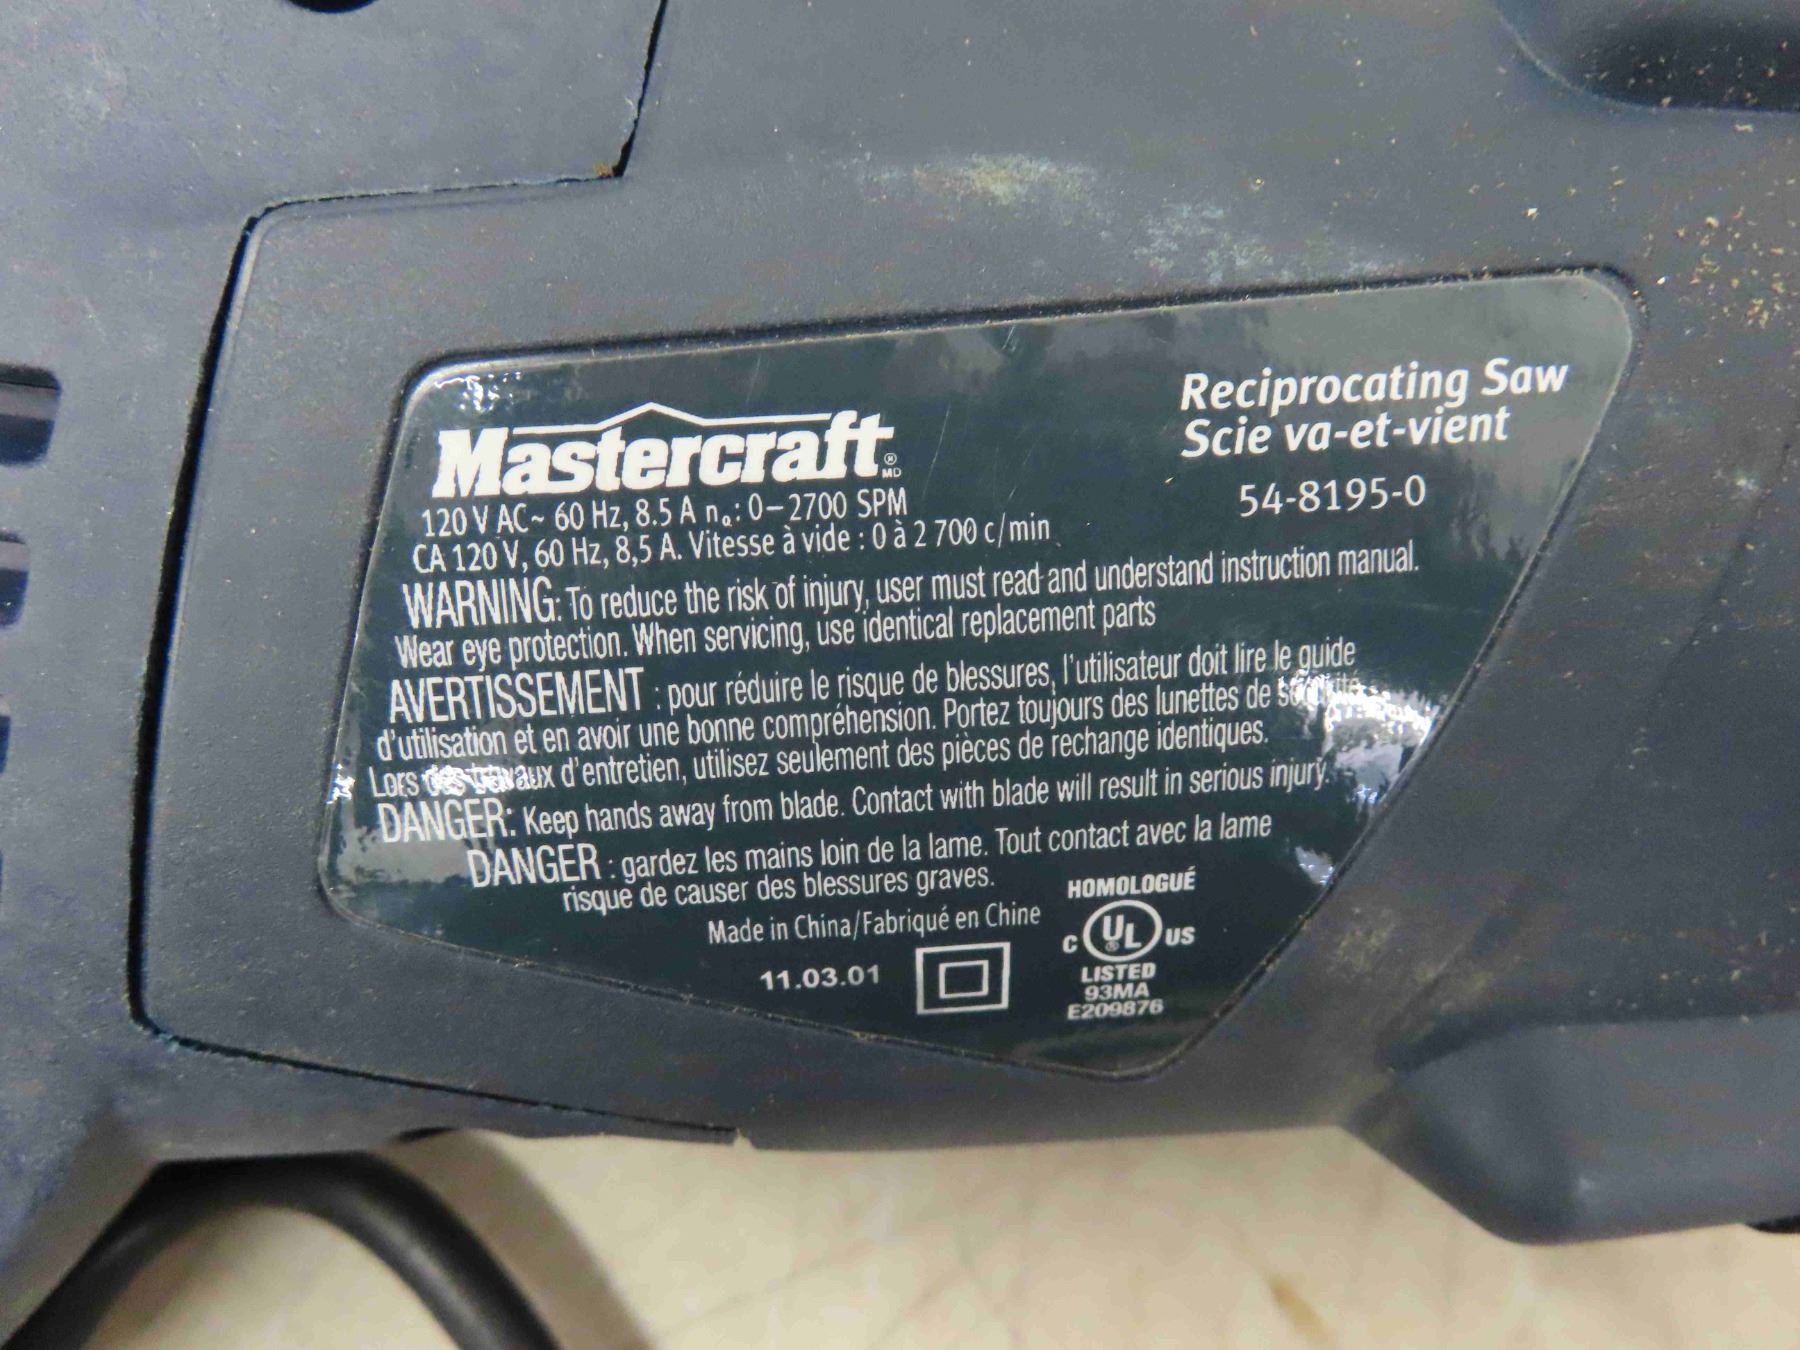 Mastercraft® MD
120 V AC~ 60 Hz, 8.5 A n₀: 0–2700 SPM
CA 120 V, 60 Hz, 8,5 A. Vitesse à vide : 0 à 2 700 c/min
Reciprocating Saw
Scie va-et-vient
54-8195-0
WARNING: To reduce the risk of injury, user must read and understand instruction manual.
Wear eye protection. When servicing, use identical replacement parts
AVERTISSEMENT : pour réduire le risque de blessures, l'utilisateur doit lire le guide
d'utilisation et en avoir une bonne compréhension. Portez toujours des lunettes de sécurité.
Lors des travaux d'entretien, utilisez seulement des pièces de rechange identiques.
DANGER: Keep hands away from blade. Contact with blade will result in serious injury.
DANGER : gardez les mains loin de la lame. Tout contact avec la lame
risque de causer des blessures graves.
Made in China/Fabriqué en Chine
11.03.01
HOMOLOGUÉ
C UL® US
LISTED
93MA
E209876